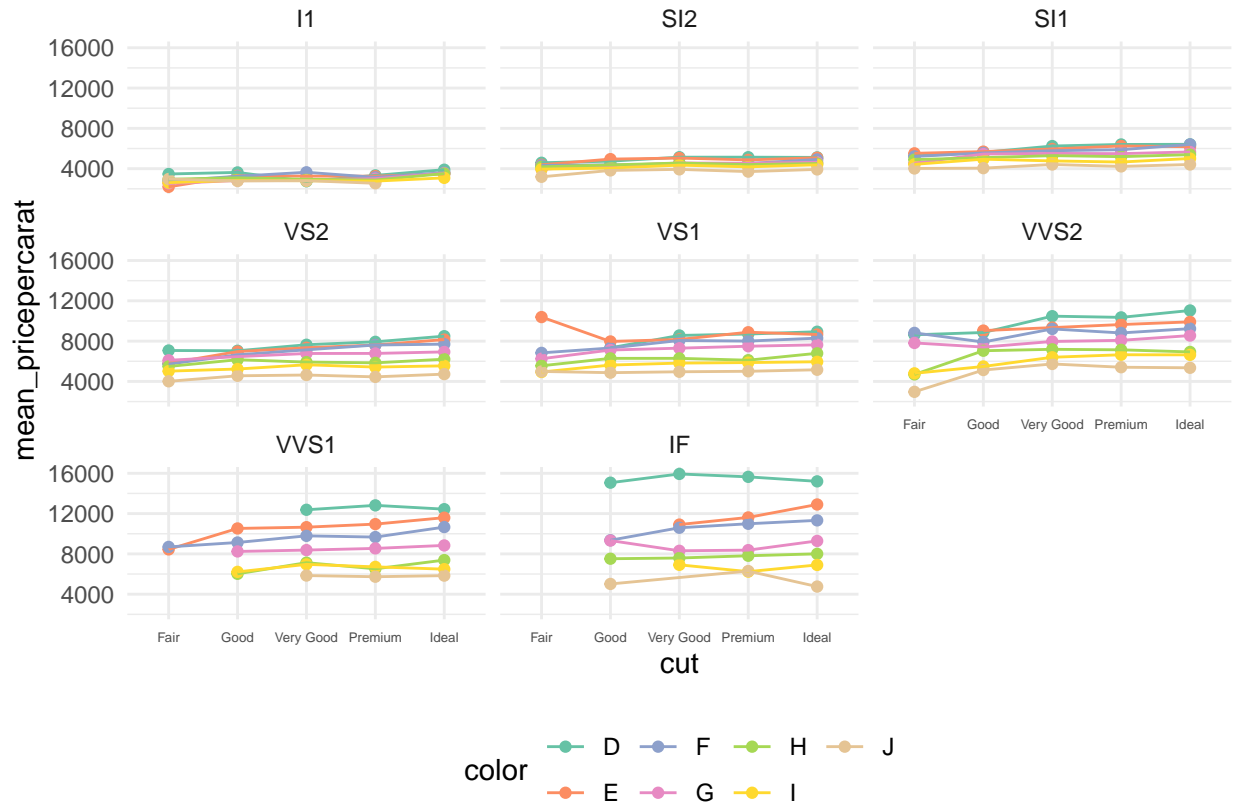 I1 SI2 SI1
16000
12000
8000
4000
VS2 VS1 VVS2
16000
12000
8000
4000
Fair Good Very Good Premium Ideal
VVS1 IF
16000
12000
8000
4000
Fair Good Very Good Premium Ideal Fair Good Very Good Premium Ideal
mean_pricepercarat
cut
color
D F H J
E G I